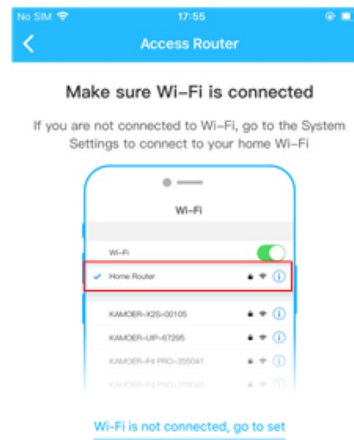 No SIM 17:55
Access Router
Make sure Wi-Fi is connected
If you are not connected to Wi-Fi, go to the System
Settings to connect to your home Wi-Fi
Wi-Fi
Wi-Fi
Home Router
KAMOER-X2S-00105
KAMOER-UIP-67295
KAMOER-F4 PRO-355041
Wi-Fi is not connected, go to set